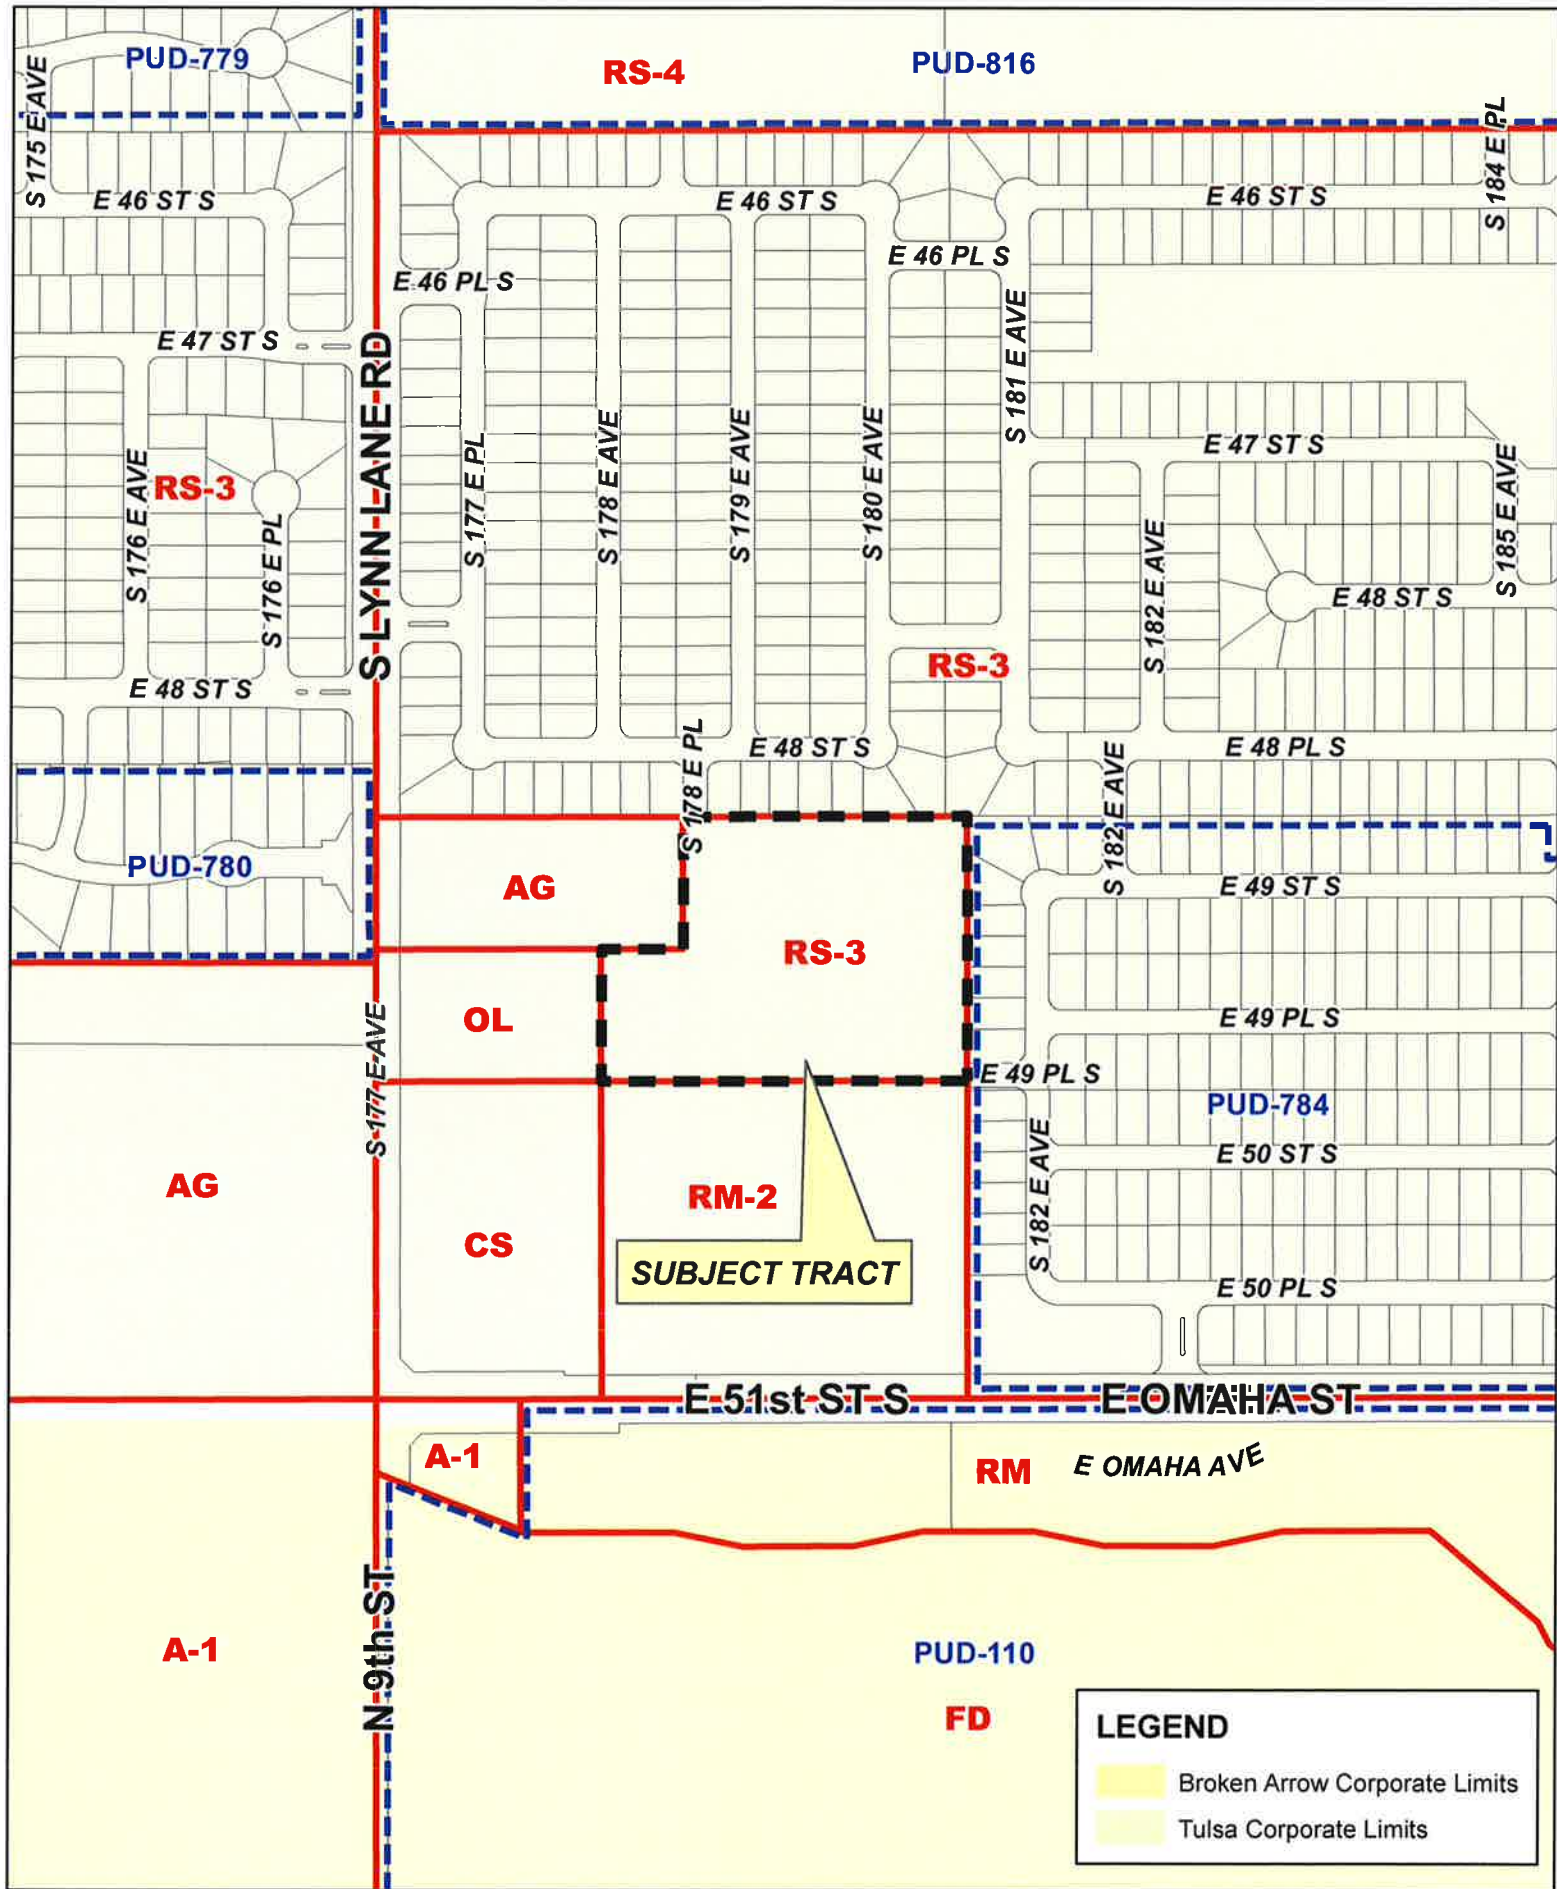 PUD-779
RS-4
PUD-816
S 175 E AVE
E 46 ST S
E 46 ST S
E 46 ST S
S 184 E PL
E 46 PL S
E 46 PL S
E 47 ST S
S LYNN LANE RD
S 181 E AVE
S 176 E AVE
RS-3
S 176 E PL
S 177 E PL
S 178 E AVE
S 179 E AVE
S 180 E AVE
E 47 ST S
S 185 E AVE
S 182 E AVE
E 48 ST S
RS-3
E 48 ST S
S 178 E PL
E 48 ST S
E 48 PL S
S 182 E AVE
PUD-780
AG
RS-3
E 49 ST S
OL
S 177 E AVE
E 49 PL S
E 49 PL S
PUD-784
AG
RM-2
S 182 E AVE
E 50 ST S
CS
SUBJECT TRACT
E 50 PL S
E 51st ST S
E OMAHA ST
A-1
RM
E OMAHA AVE
N 9th ST
A-1
PUD-110
FD
LEGEND
Broken Arrow Corporate Limits
Tulsa Corporate Limits